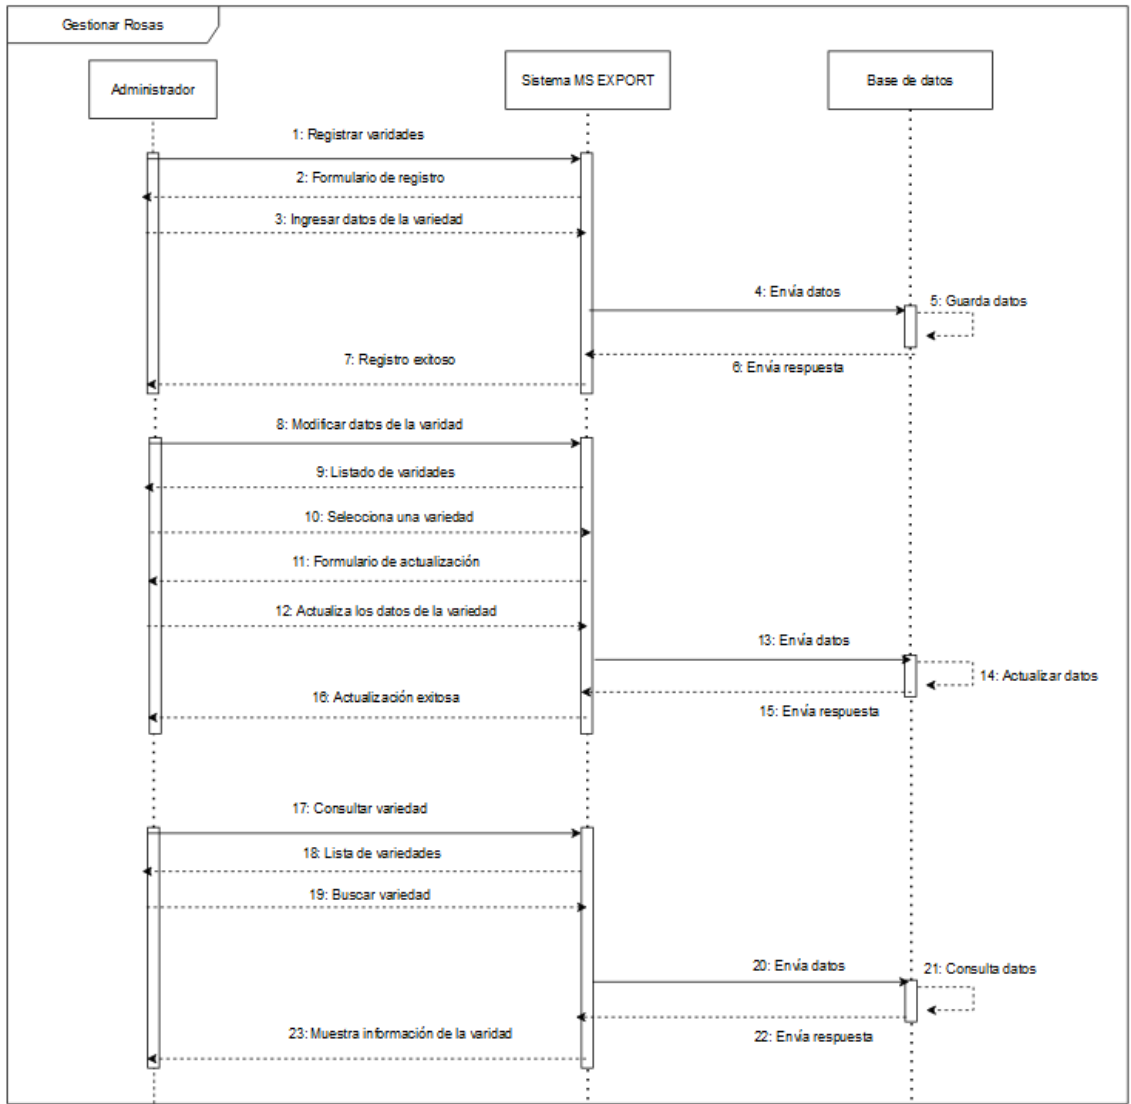 Gestionar Rosas
Administrador
Sistema MS EXPORT
Base de datos
1: Registrar varidades
2: Formulario de registro
3: Ingresar datos de la variedad
4: Envía datos
5: Guarda datos
6: Envía respuesta
7: Registro exitoso
8: Modificar datos de la varidad
9: Listado de varidades
10: Selecciona una variedad
11: Formulario de actualización
12: Actualiza los datos de la variedad
13: Envía datos
14: Actualizar datos
15: Envía respuesta
16: Actualización exitosa
17: Consultar variedad
18: Lista de variedades
19: Buscar variedad
20: Envía datos
21: Consulta datos
22: Envía respuesta
23: Muestra información de la varidad